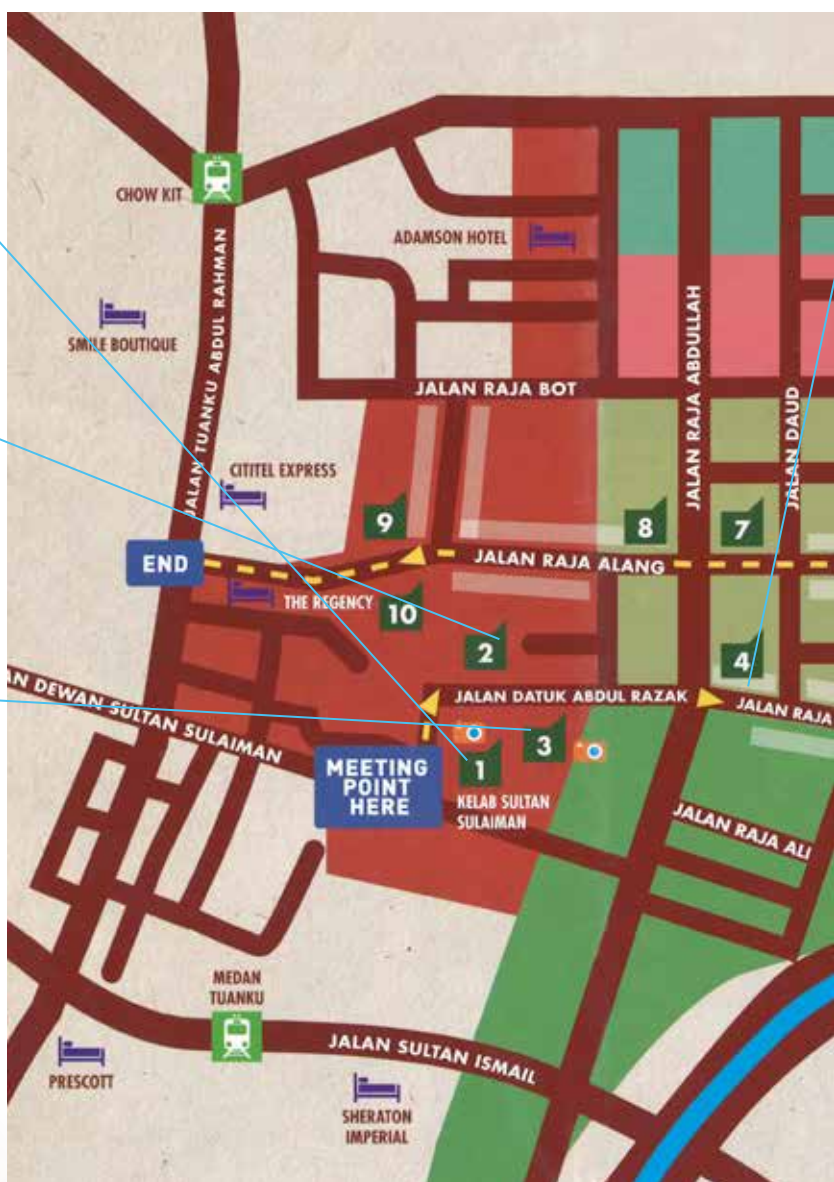 CHOW KIT
ADAMSON HOTEL
JALAN TUANKU ABDUL RAHMAN
SMILE BOUTIQUE
JALAN RAJA ABDULLAH
JALAN DAUD
JALAN RAJA BOT
CITITEL EXPRESS
9
8
7
END
JALAN RAJA ALANG
THE REGENCY
10
2
4
AN DEWAN SULTAN SULAIMAN
JALAN DATUK ABDUL RAZAK
JALAN RAJA
MEETING
POINT
HERE
1
3
KELAB SULTAN
SULAIMAN
JALAN RAJA ALI
MEDAN
TUANKU
JALAN SULTAN ISMAIL
PRESCOTT
SHERATON
IMPERIAL